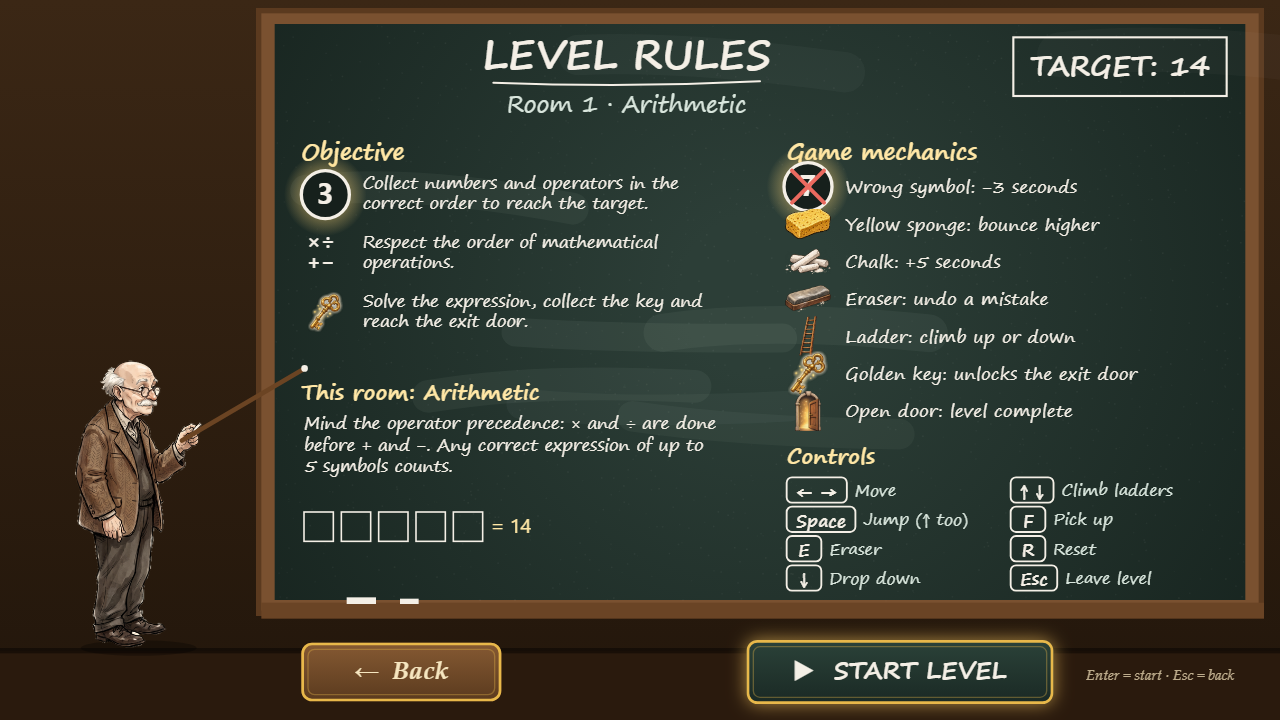 LEVEL RULES
Room 1 · Arithmetic
TARGET: 14
Objective
3
Collect numbers and operators in the
correct order to reach the target.
× ÷
+ −
Respect the order of mathematical
operations.
Solve the expression, collect the key and
reach the exit door.
This room: Arithmetic
Mind the operator precedence: × and ÷ are done
before + and −. Any correct expression of up to
5 symbols counts.
= 14
Game mechanics
7
Wrong symbol: −3 seconds
Yellow sponge: bounce higher
Chalk: +5 seconds
Eraser: undo a mistake
Ladder: climb up or down
Golden key: unlocks the exit door
Open door: level complete
Controls
← → Move
↑ ↓ Climb ladders
Space Jump (↑ too)
F Pick up
E Eraser
R Reset
↓ Drop down
Esc Leave level
← Back
▶ START LEVEL
Enter = start · Esc = back